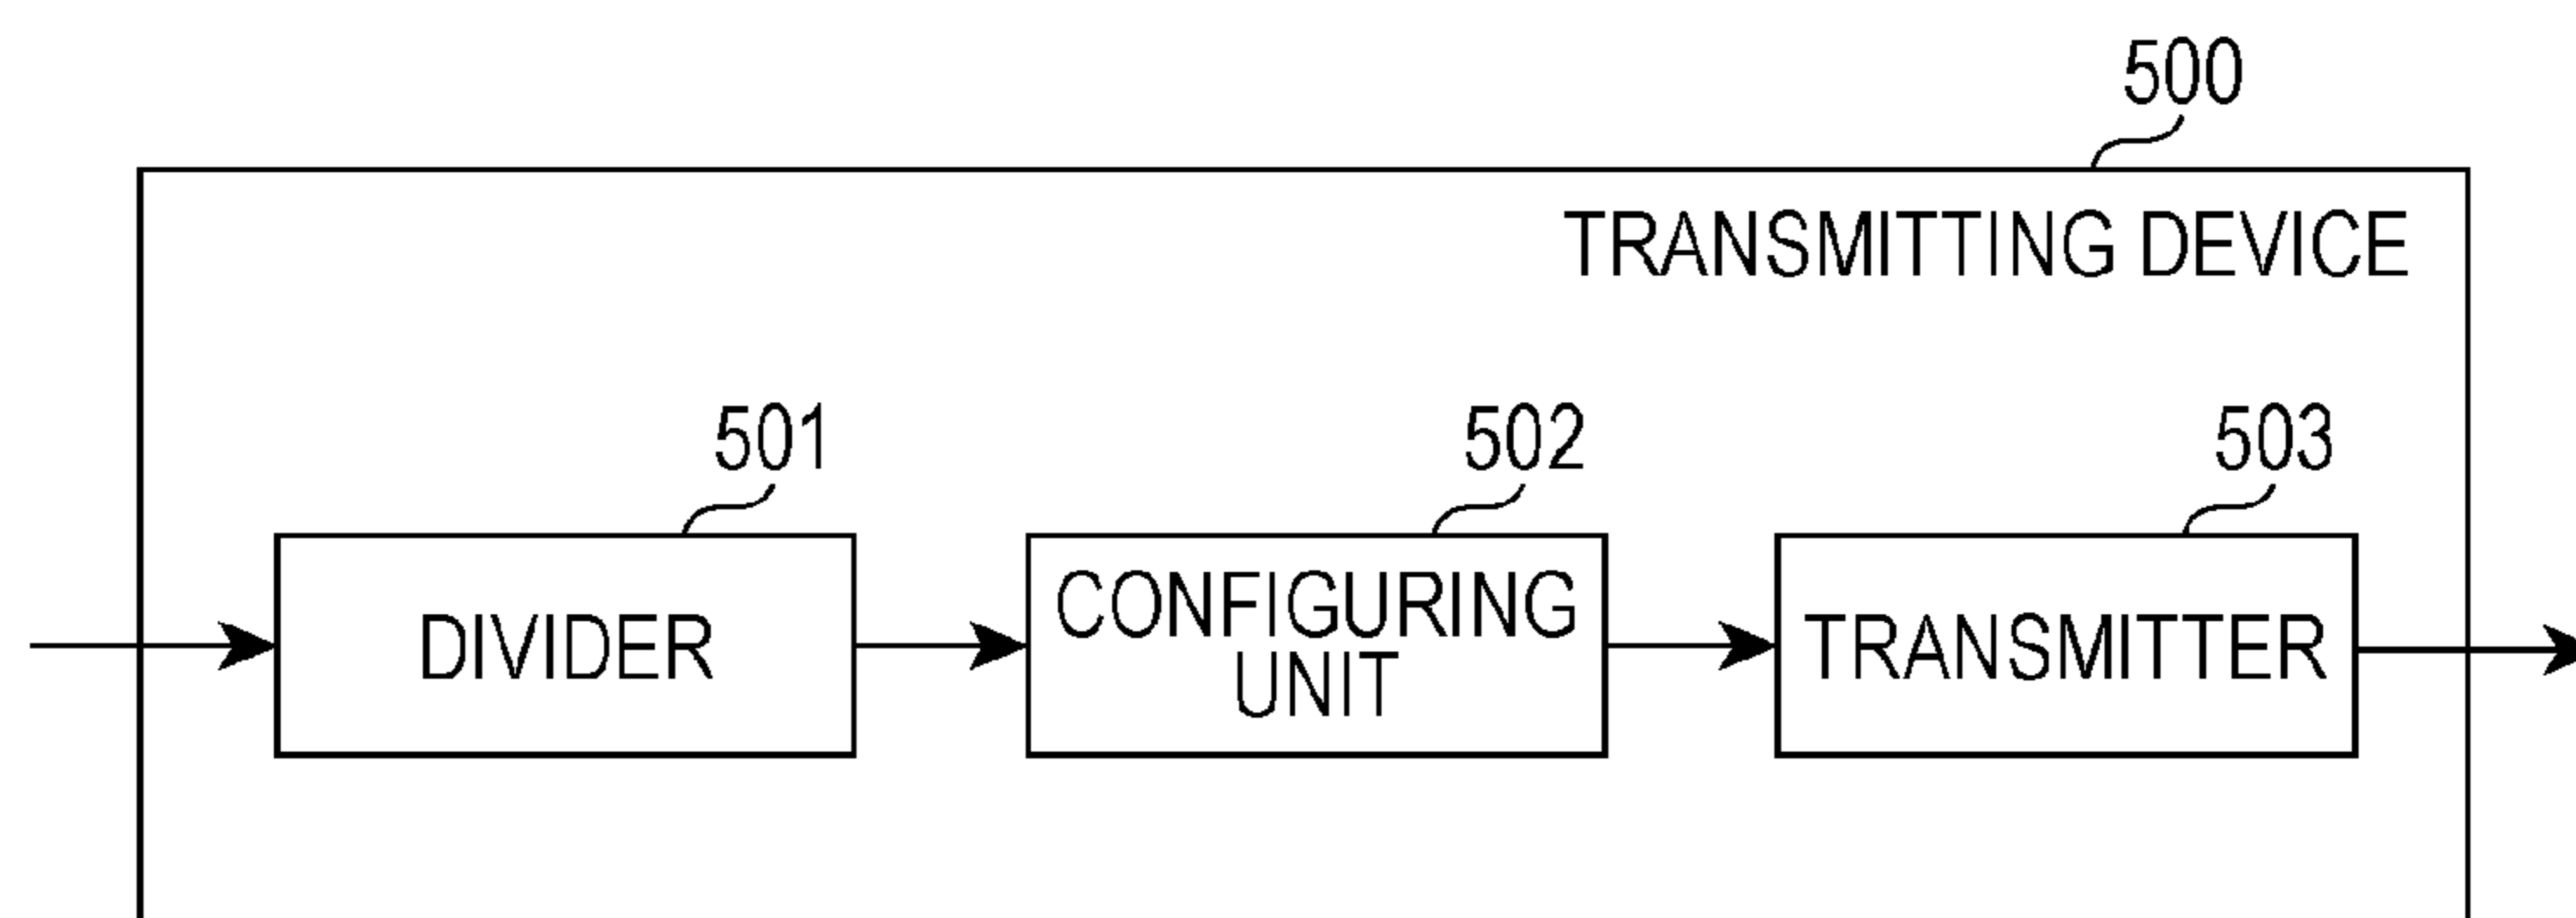 500
TRANSMITTING DEVICE
501
502
503
DIVIDER
CONFIGURING
UNIT
TRANSMITTER